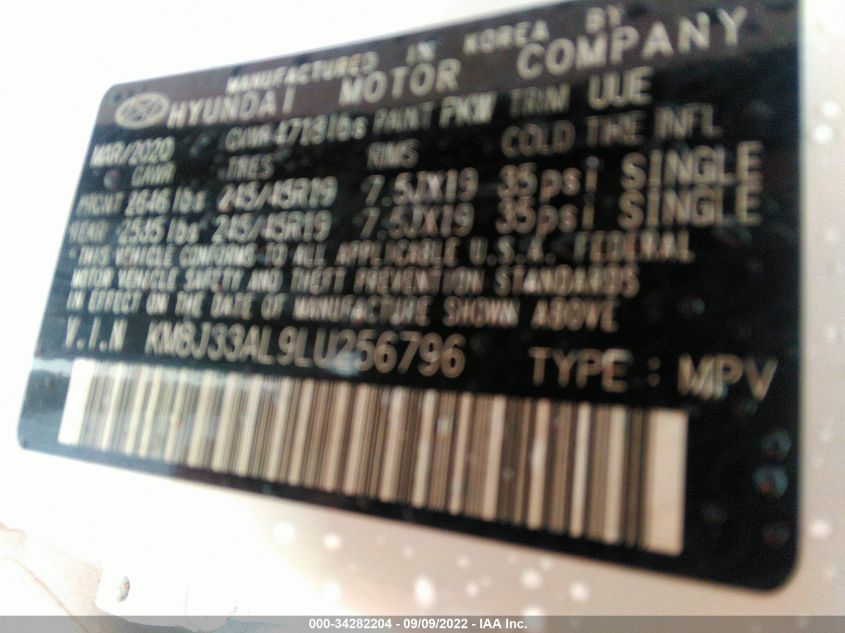 MANUFACTURED IN KOREA BY
HYUNDAI MOTOR COMPANY
MAR/2020 GVWR 4718lbs PAINT PKW TRIM UUE
GAWR TIRES RIMS COLD TIRE INFL
FRONT 2646 lbs 245/45R19 7.5JX19 35psi SINGLE
REAR 2535 lbs 245/45R19 7.5JX19 35psi SINGLE
THIS VEHICLE CONFORMS TO ALL APPLICABLE U.S.A. FEDERAL
MOTOR VEHICLE SAFETY AND THEFT PREVENTION STANDARDS
IN EFFECT ON THE DATE OF MANUFACTURE SHOWN ABOVE
V.I.N KM8J33AL9LU256796 TYPE : MPV
000-34282204 - 09/09/2022 - IAA Inc.